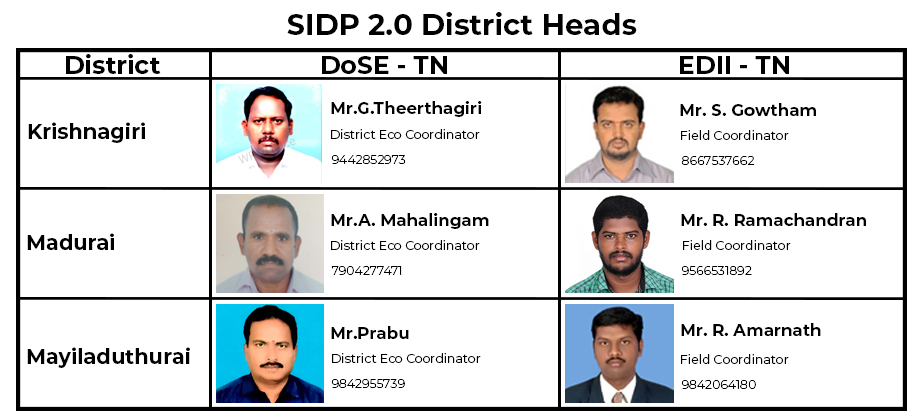 SIDP 2.0 District Heads
District
DoSE - TN
EDII - TN
Krishnagiri
Mr.G.Theerthagiri
District Eco Coordinator
9442852973
Mr. S. Gowtham
Field Coordinator
8667537662
Madurai
Mr.A. Mahalingam
District Eco Coordinator
7904277471
Mr. R. Ramachandran
Field Coordinator
9566531892
Mayiladuthurai
Mr.Prabu
District Eco Coordinator
9842955739
Mr. R. Amarnath
Field Coordinator
9842064180